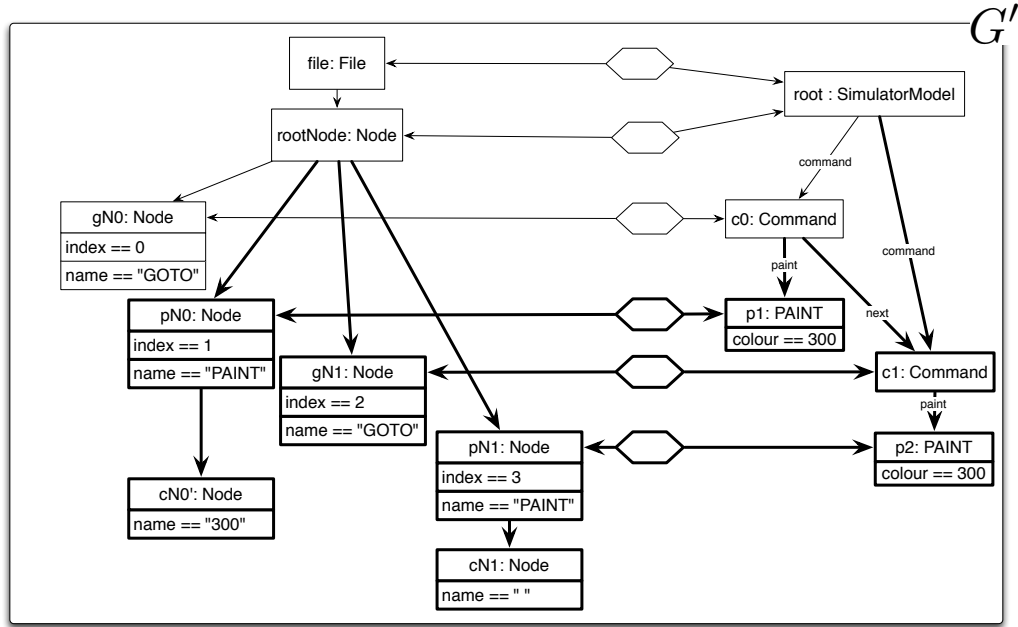 G′
file: File
root : SimulatorModel
rootNode: Node
command
gN0: Node
index == 0
name == "GOTO"
c0: Command
command
paint
next
pN0: Node
index == 1
name == "PAINT"
p1: PAINT
colour == 300
gN1: Node
index == 2
name == "GOTO"
c1: Command
paint
pN1: Node
index == 3
name == "PAINT"
p2: PAINT
colour == 300
cN0': Node
name == "300"
cN1: Node
name == " "